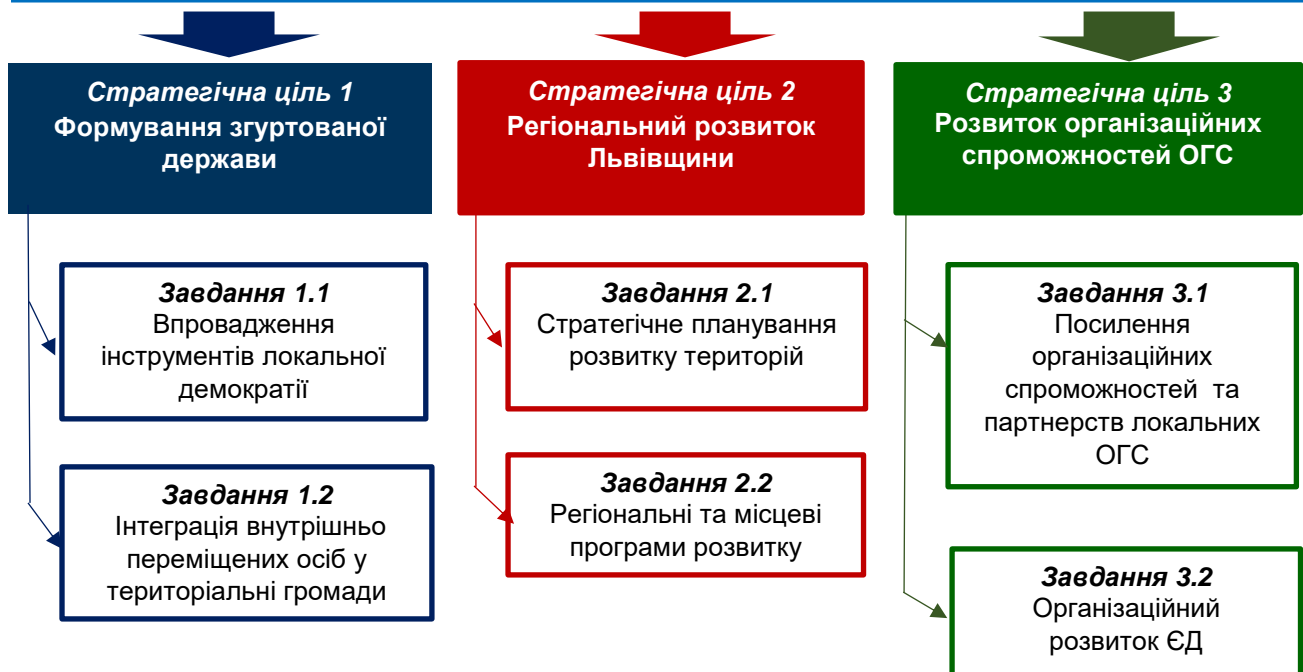 Стратегічна ціль 1
Формування згуртованої
держави
Завдання 1.1
Впровадження
інструментів локальної
демократії
Завдання 1.2
Інтеграція внутрішньо
переміщених осіб у
територіальні громади
Стратегічна ціль 2
Регіональний розвиток
Львівщини
Завдання 2.1
Стратегічне планування
розвитку територій
Завдання 2.2
Регіональні та місцеві
програми розвитку
Стратегічна ціль 3
Розвиток організаційних
спроможностей ОГС
Завдання 3.1
Посилення
організаційних
спроможностей та
партнерств локальних
ОГС
Завдання 3.2
Організаційний
розвиток ЄД